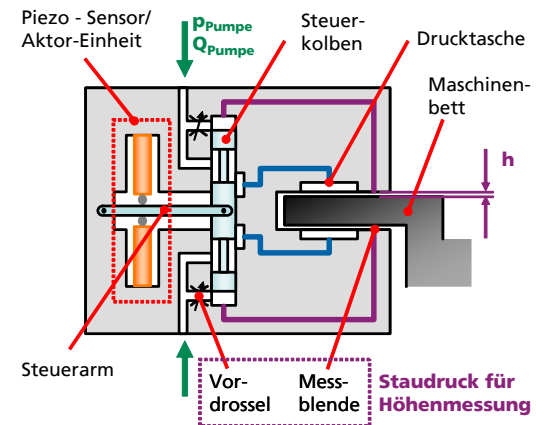 Piezo - Sensor/
Aktor-Einheit
pPumpe
QPumpe
Steuer-
kolben
Drucktasche
Maschinen-
bett
h
Steuerarm
Vor-
drossel
Mess-
blende
Staudruck für
Höhenmessung